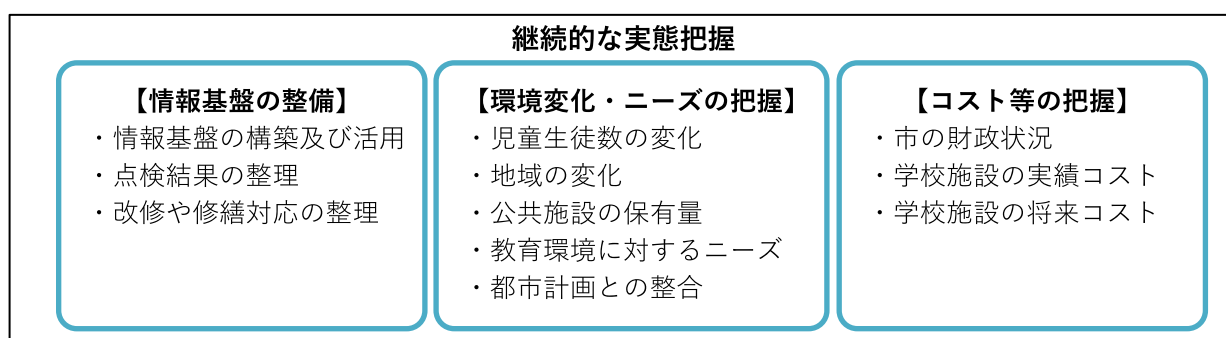 継続的な実態把握
【情報基盤の整備】
・情報基盤の構築及び活用
・点検結果の整理
・改修や修繕対応の整理
【環境変化・ニーズの把握】
・児童生徒数の変化
・地域の変化
・公共施設の保有量
・教育環境に対するニーズ
・都市計画との整合
【コスト等の把握】
・市の財政状況
・学校施設の実績コスト
・学校施設の将来コスト